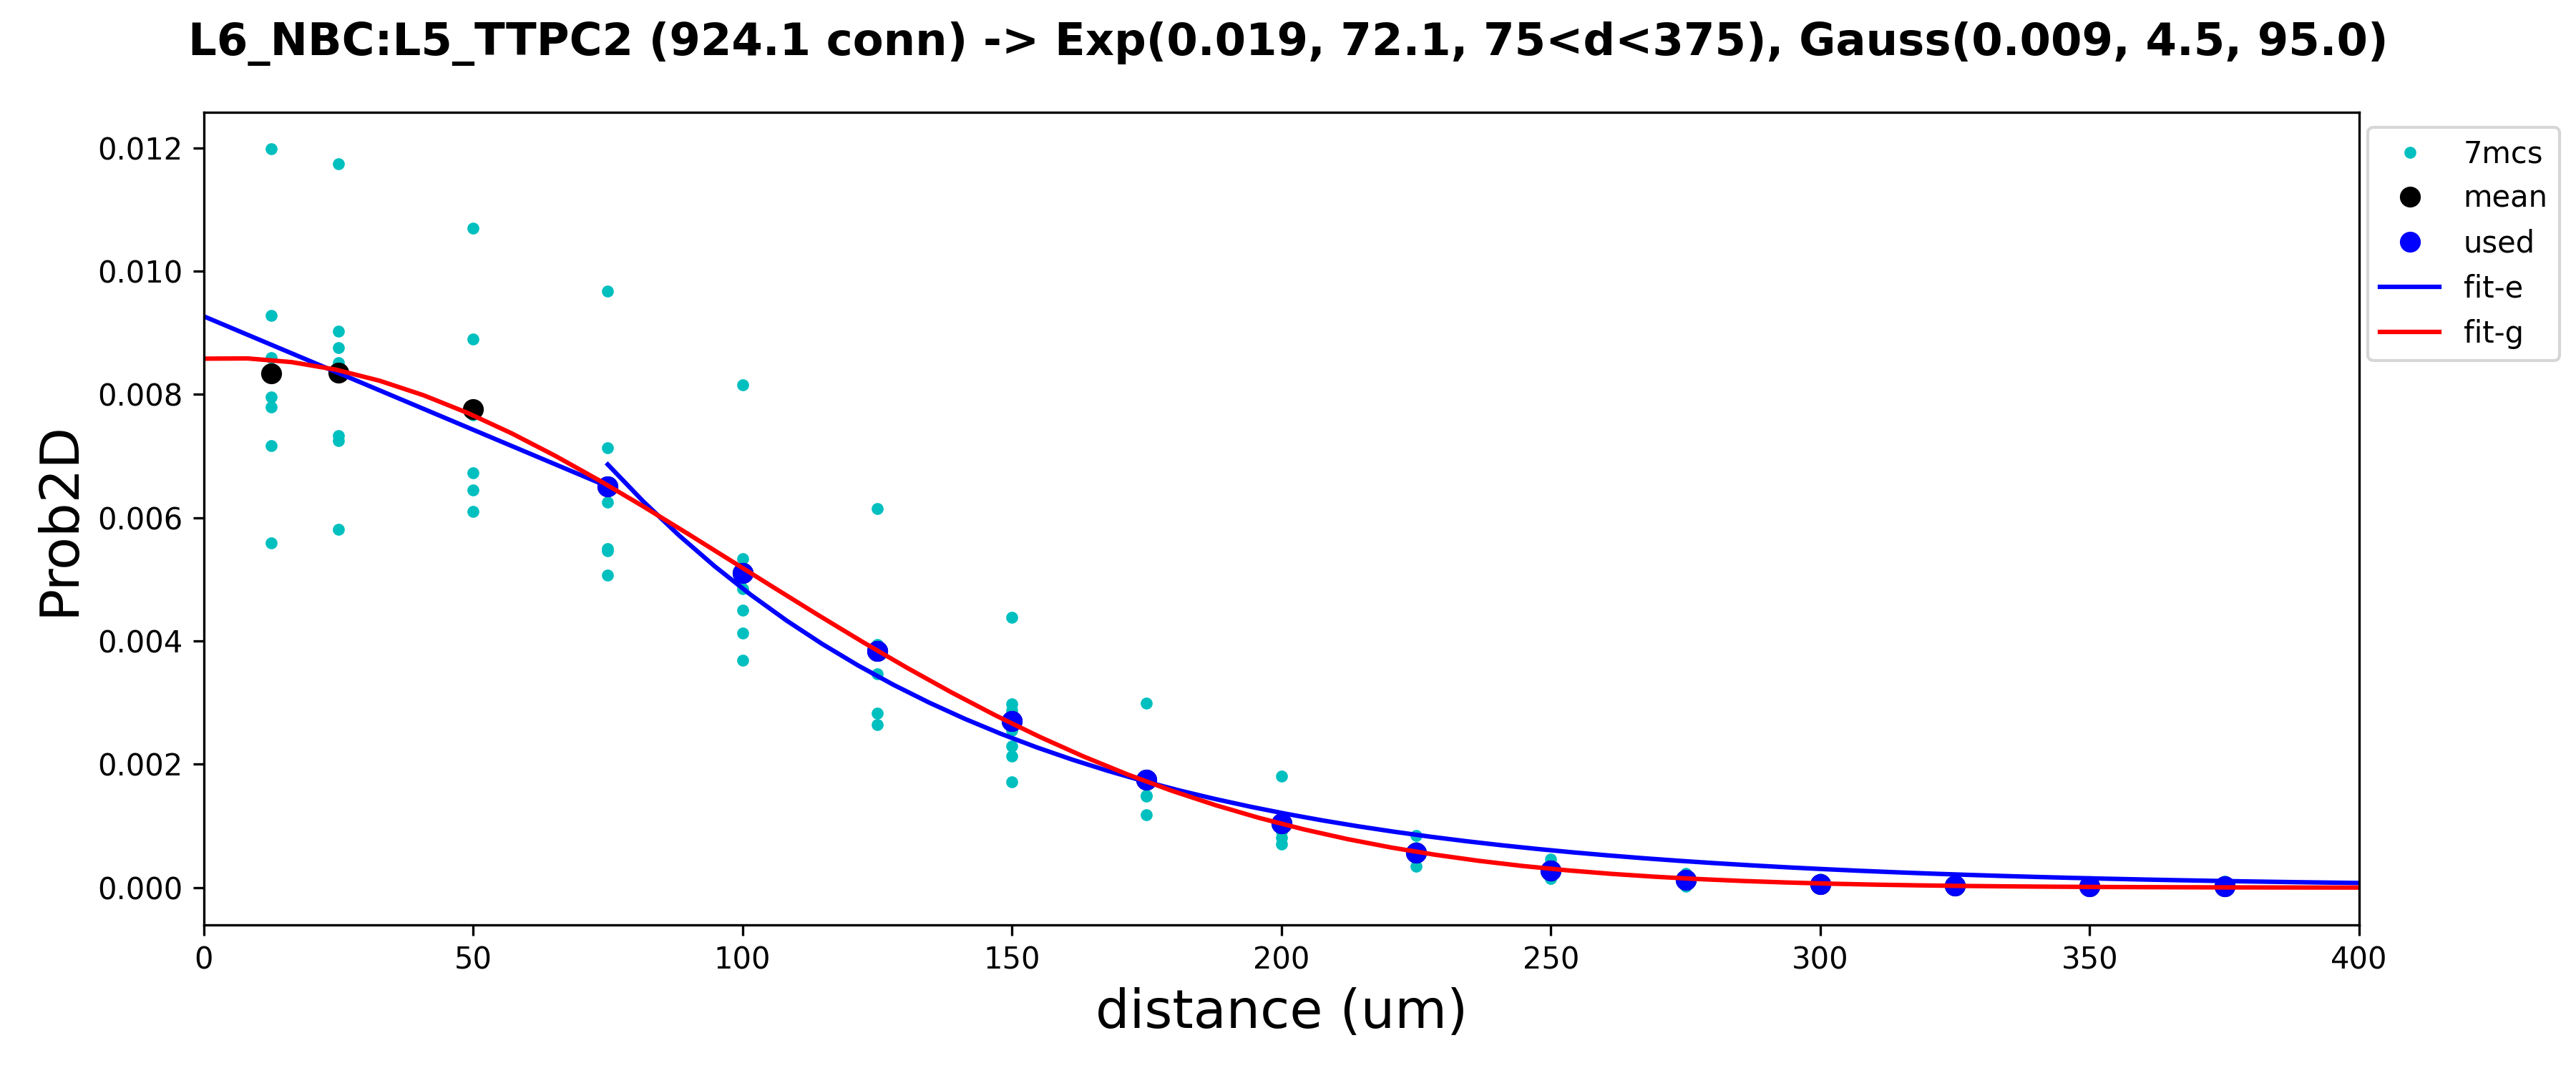 L6_NBC:L5_TTPC2 (924.1 conn) -> Exp(0.019, 72.1, 75<d<375), Gauss(0.009, 4.5, 95.0)
0.012
0.010
0.008
0.006
0.004
0.002
0.000
Prob2D
0 50 100 150 200 250 300 350 400
distance (um)
7mcs
mean
used
fit-e
fit-g